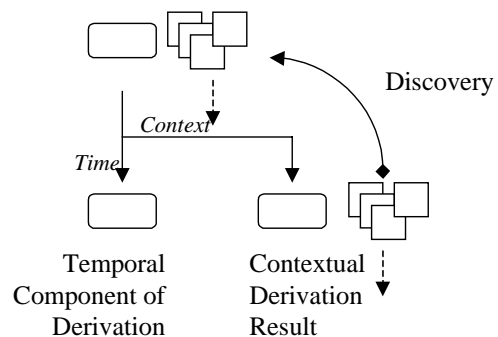 Discovery
Context
Time
Temporal
Component of
Derivation
Contextual
Derivation
Result